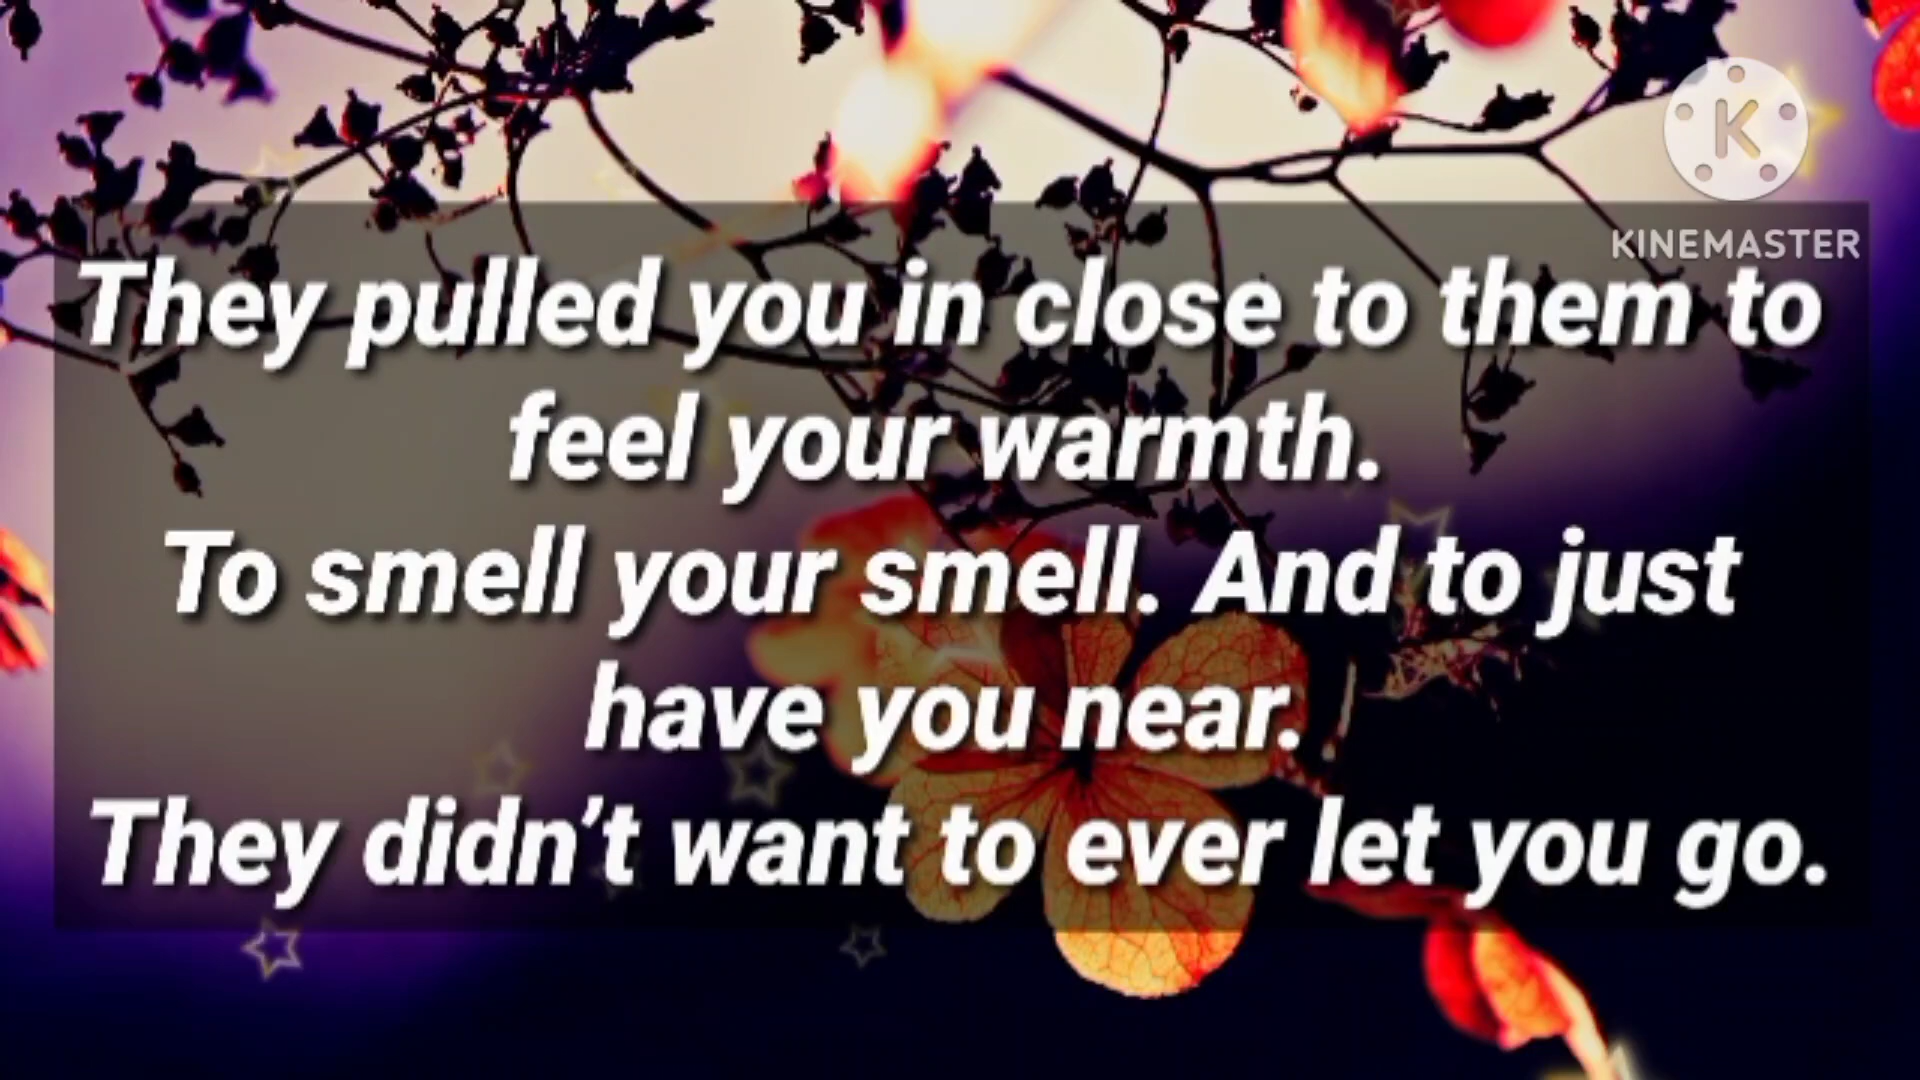 K
KINEMASTER
They pulled you in close to them to
feel your warmth.
To smell your smell. And to just
have you near.
They didn’t want to ever let you go.